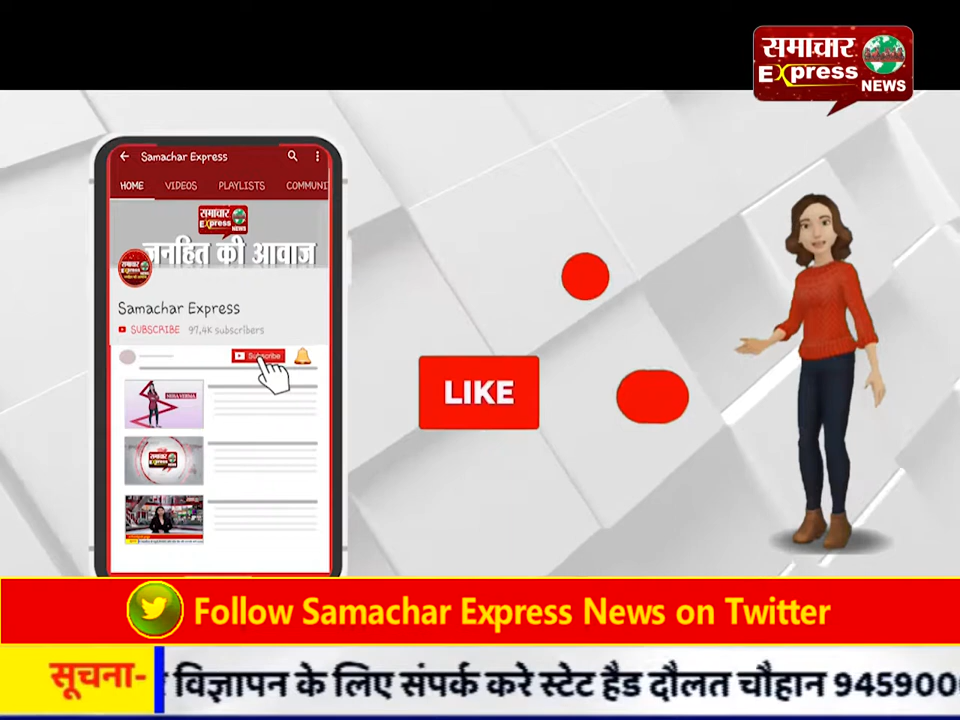 समाचार
Express
NEWS
Samachar Express
HOME VIDEOS PLAYLISTS COMMUNI
समाचार
Express
NEWS
जनहित की आवाज
Samachar Express
SUBSCRIBE 97.4K subscribers
Subscribe
LIKE
Follow Samachar Express News on Twitter
सूचना- विज्ञापन के लिए संपर्क करे स्टेट हैड दौलत चौहान 945900